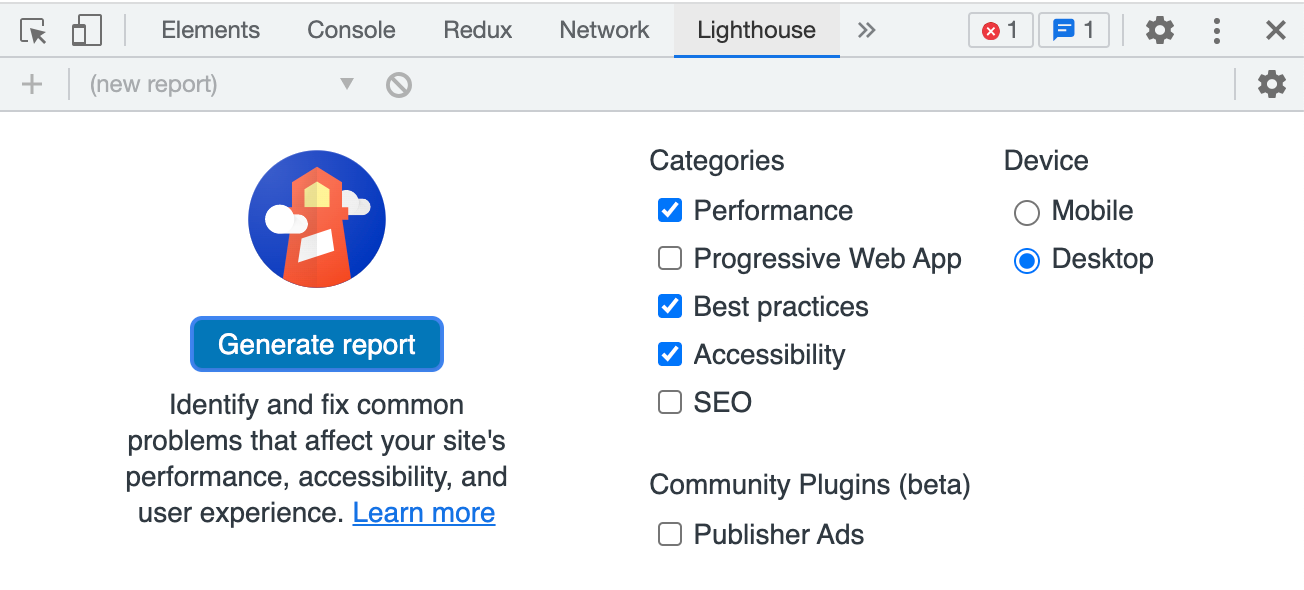 Elements Console Redux Network Lighthouse » 1 1
(new report)
Generate report
Identify and fix common
problems that affect your site's
performance, accessibility, and
user experience. Learn more
Categories
Performance
Progressive Web App
Best practices
Accessibility
SEO
Community Plugins (beta)
Publisher Ads
Device
Mobile
Desktop